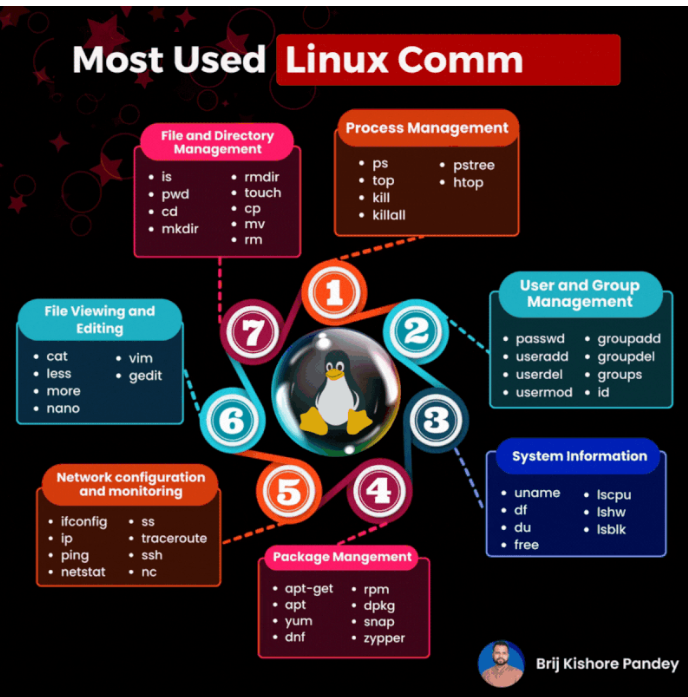 Most Used Linux Comm
Process Management
ps
top
kill
killall
pstree
htop
1
User and Group
Management
passwd
useradd
userdel
usermod
groupadd
groupdel
groups
id
2
System Information
uname
df
du
free
lscpu
lshw
lsblk
3
Package Mangement
apt-get
apt
yum
dnf
rpm
dpkg
snap
zypper
4
Network configuration
and monitoring
ifconfig
ip
ping
netstat
ss
traceroute
ssh
nc
5
File Viewing and
Editing
cat
less
more
nano
vim
gedit
6
File and Directory
Management
is
pwd
cd
mkdir
rmdir
touch
cp
mv
rm
7
Brij Kishore Pandey